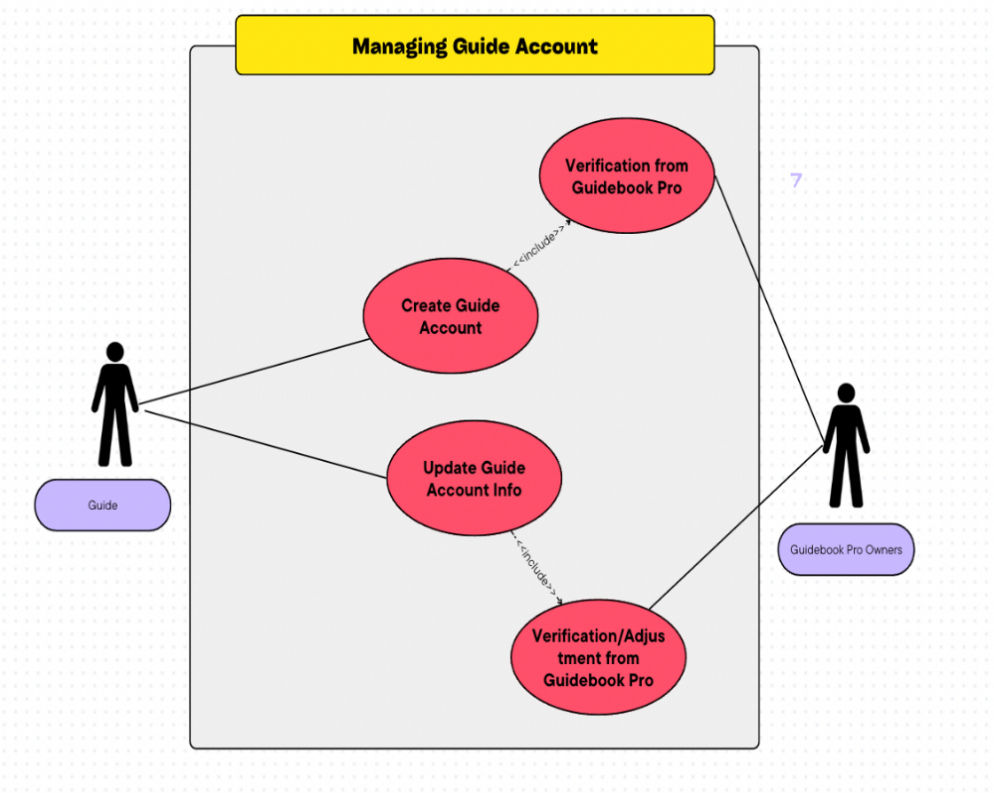 Managing Guide Account
Verification from
Guidebook Pro
7
<<include>>
Create Guide
Account
Update Guide
Account Info
Guide
Guidebook Pro Owners
<<include>>
Verification/Adjus
tment from
Guidebook Pro